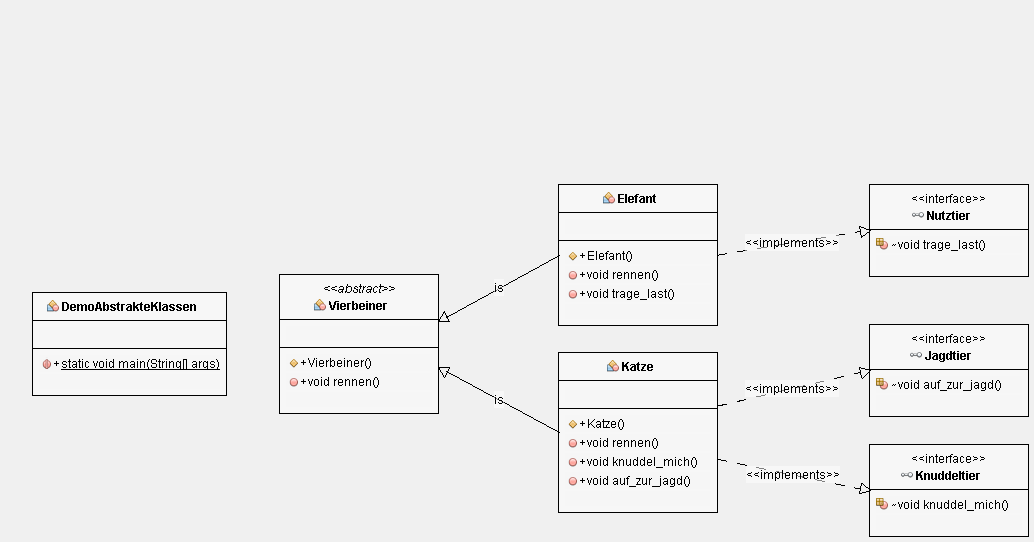 DemoAbstrakteKlassen
+static void main(String[] args)
<<abstract>>
Vierbeiner
+Vierbeiner()
+void rennen()
is
is
Elefant
+Elefant()
+void rennen()
+void trage_last()
Katze
+Katze()
+void rennen()
+void knuddel_mich()
+void auf_zur_jagd()
<<implements>>
<<implements>>
<<implements>>
<<interface>>
Nutztier
~void trage_last()
<<interface>>
Jagdtier
~void auf_zur_jagd()
<<interface>>
Knuddeltier
~void knuddel_mich()